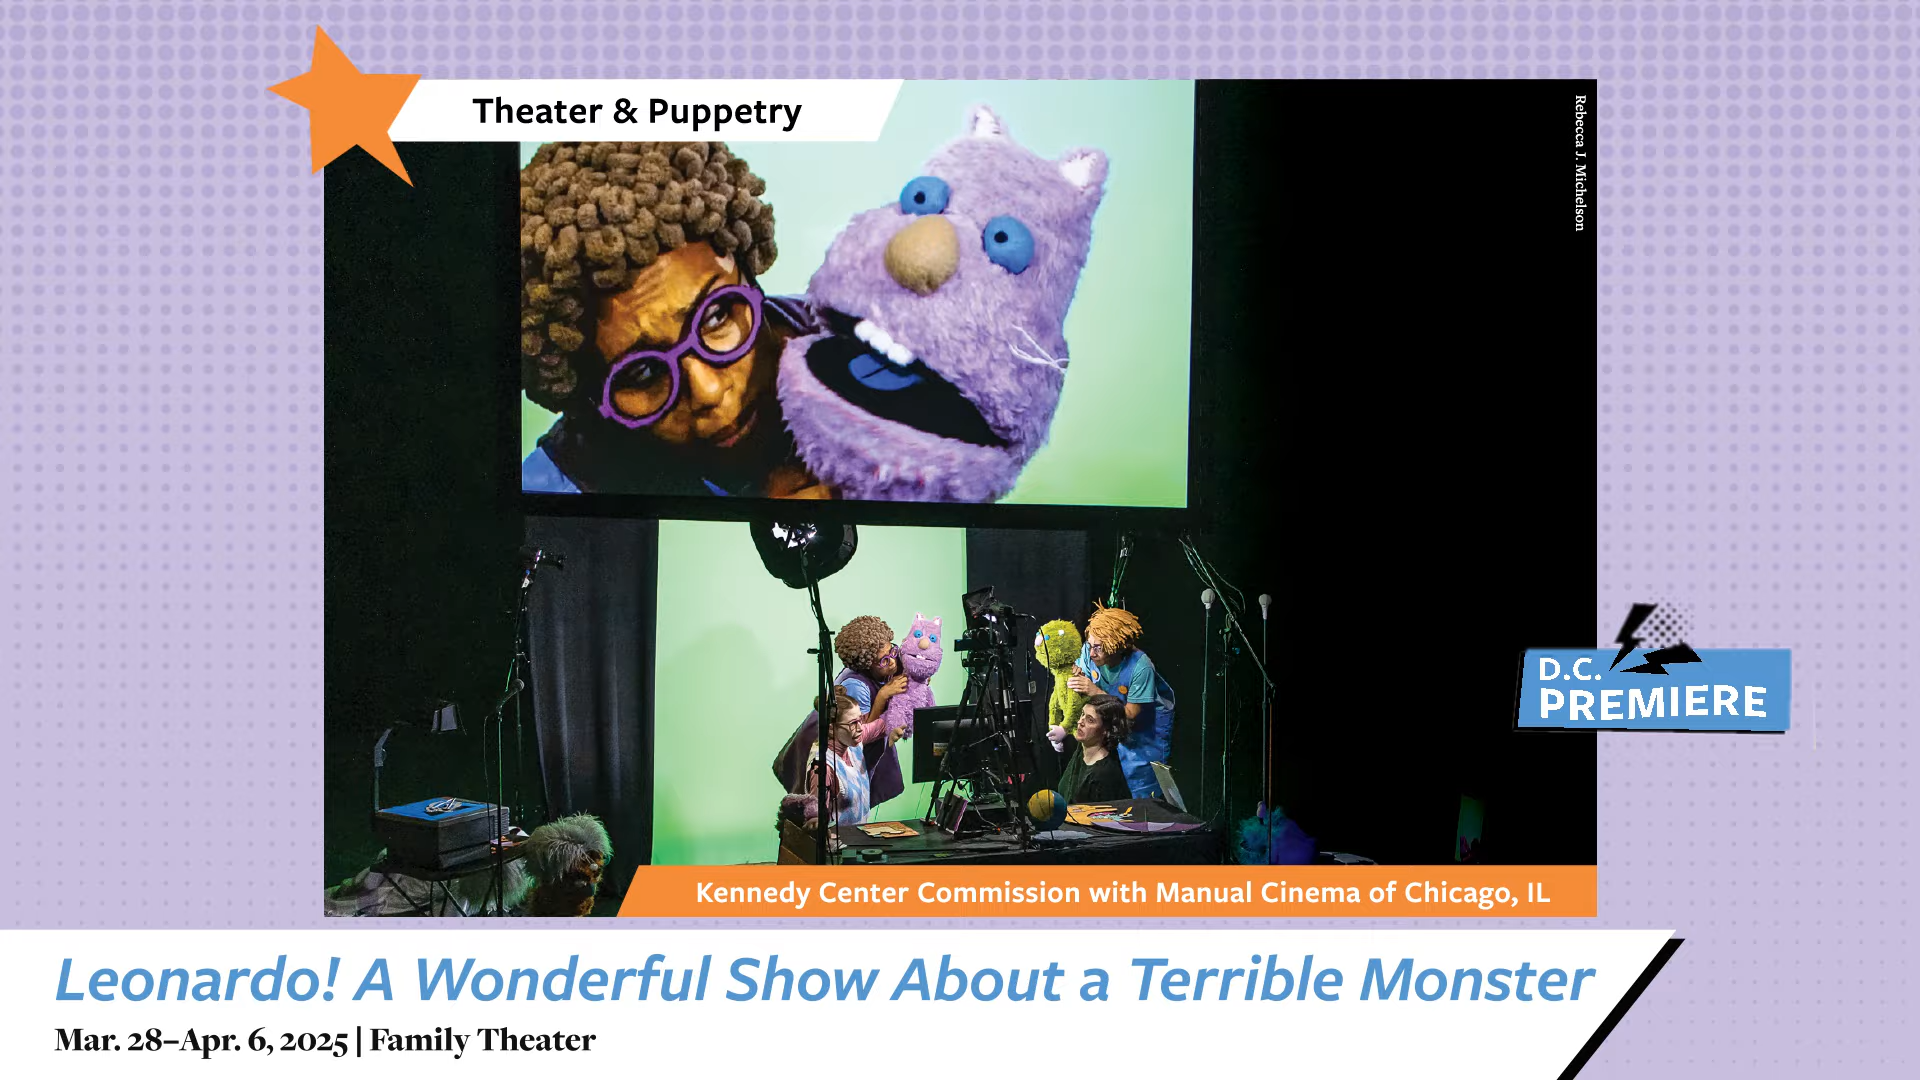 Theater & Puppetry
Rebecca J. Michelson
D.C.
PREMIERE
Kennedy Center Commission with Manual Cinema of Chicago, IL
Leonardo! A Wonderful Show About a Terrible Monster
Mar. 28–Apr. 6, 2025 | Family Theater